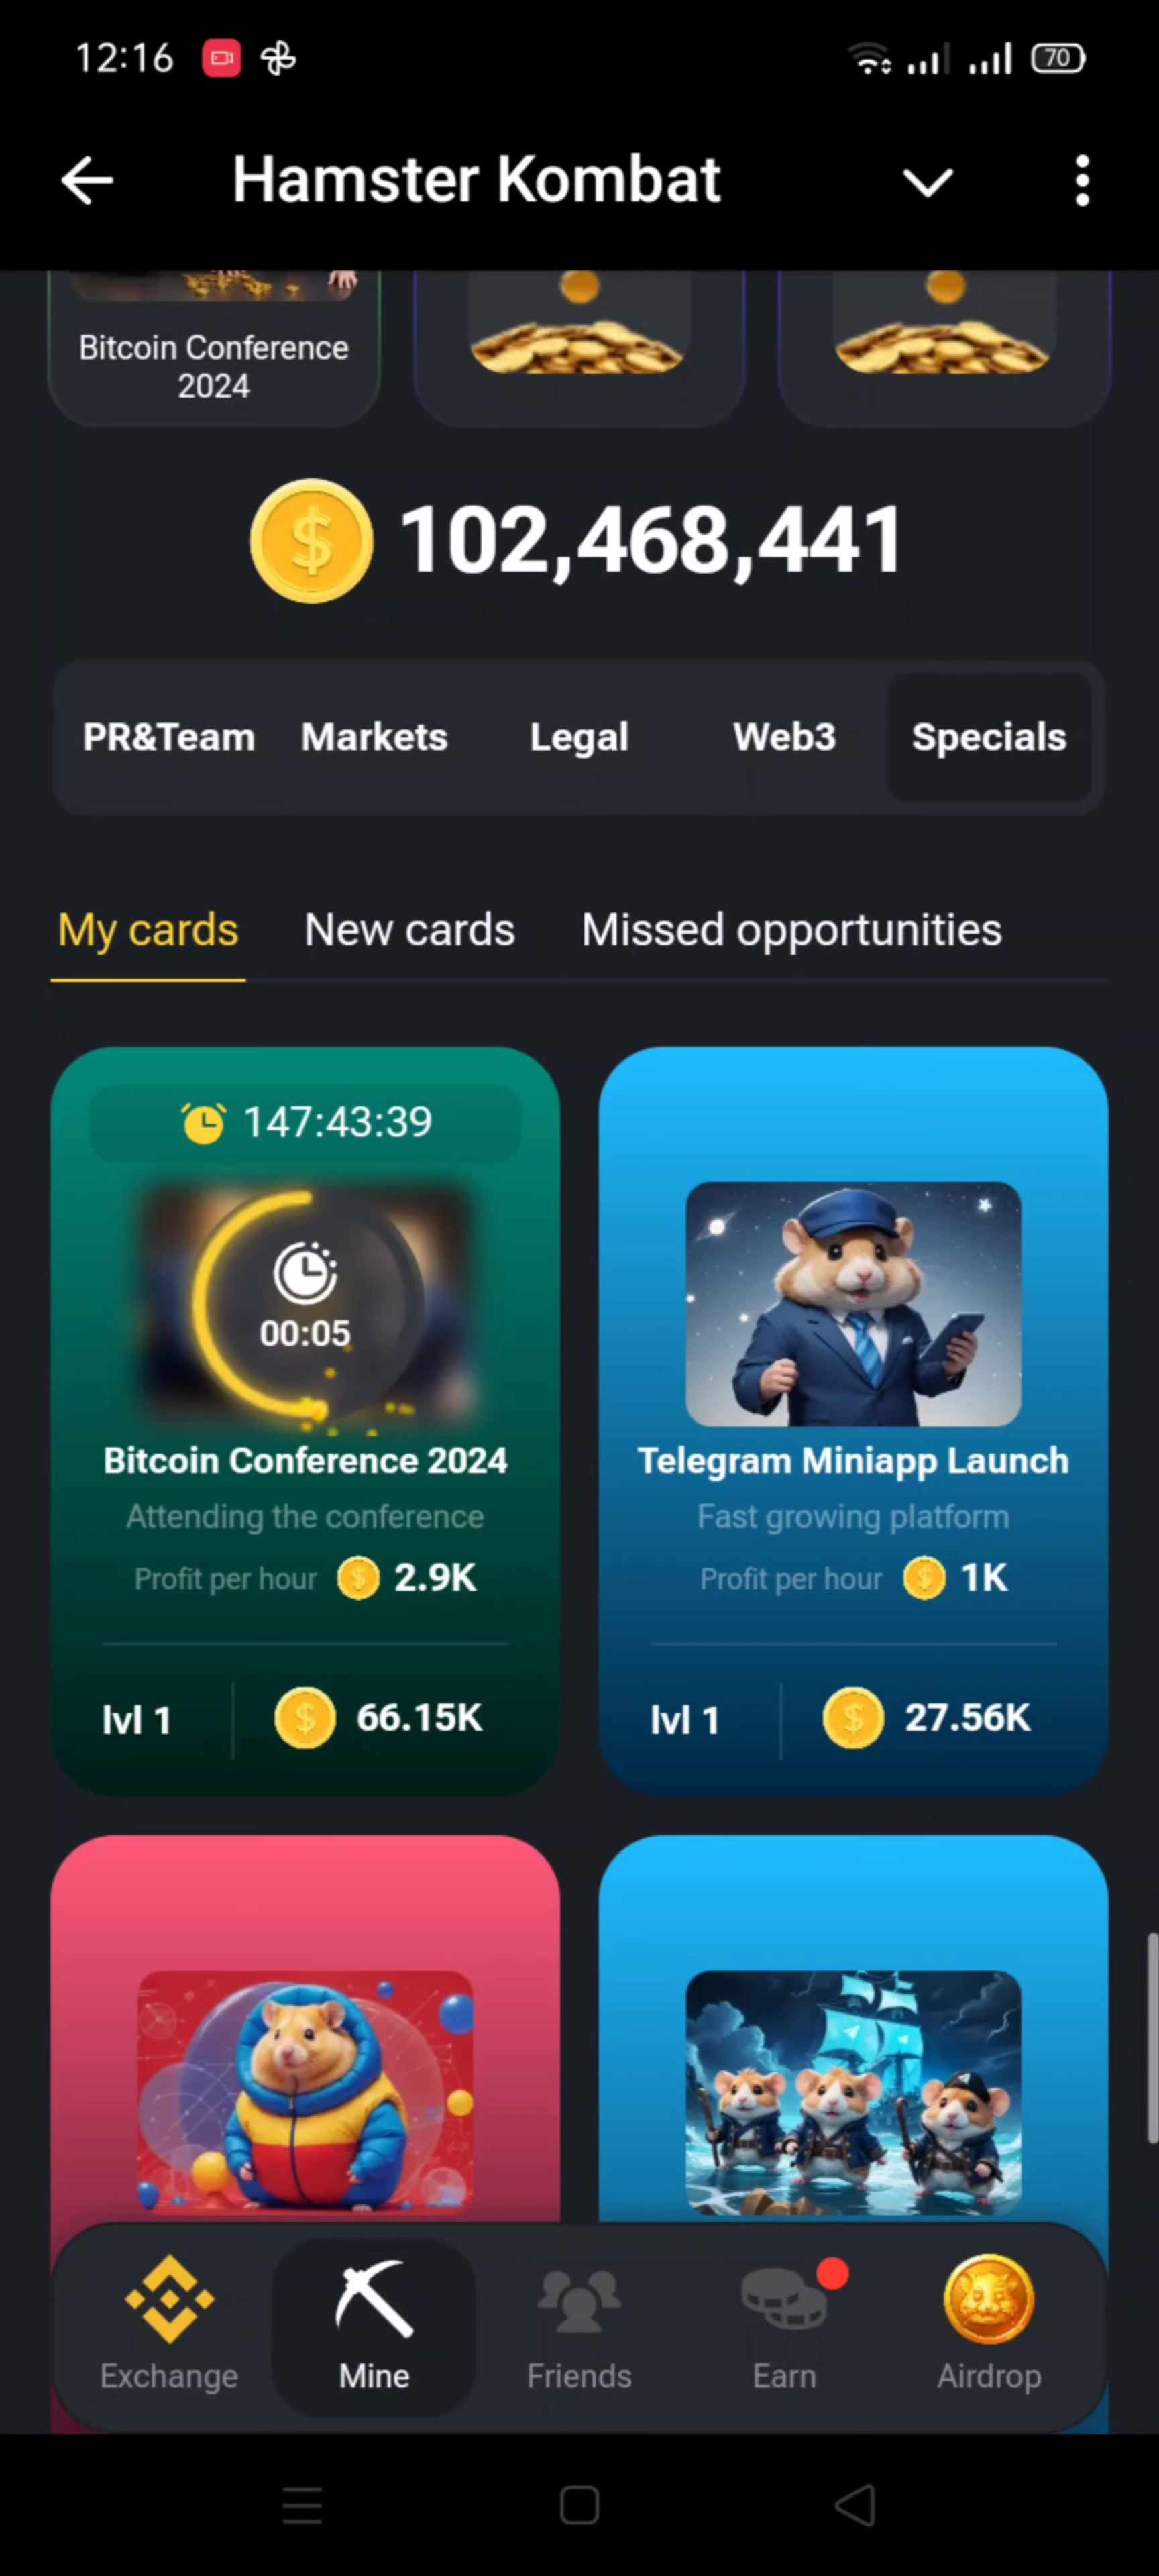 12:16
70
Hamster Kombat
Bitcoin Conference
2024
102,468,441
PR&Team Markets Legal Web3 Specials
My cards New cards Missed opportunities
147:43:39
00:05
Bitcoin Conference 2024
Attending the conference
Profit per hour 2.9K
lvl 1 66.15K
Telegram Miniapp Launch
Fast growing platform
Profit per hour 1K
lvl 1 27.56K
Exchange Mine Friends Earn Airdrop